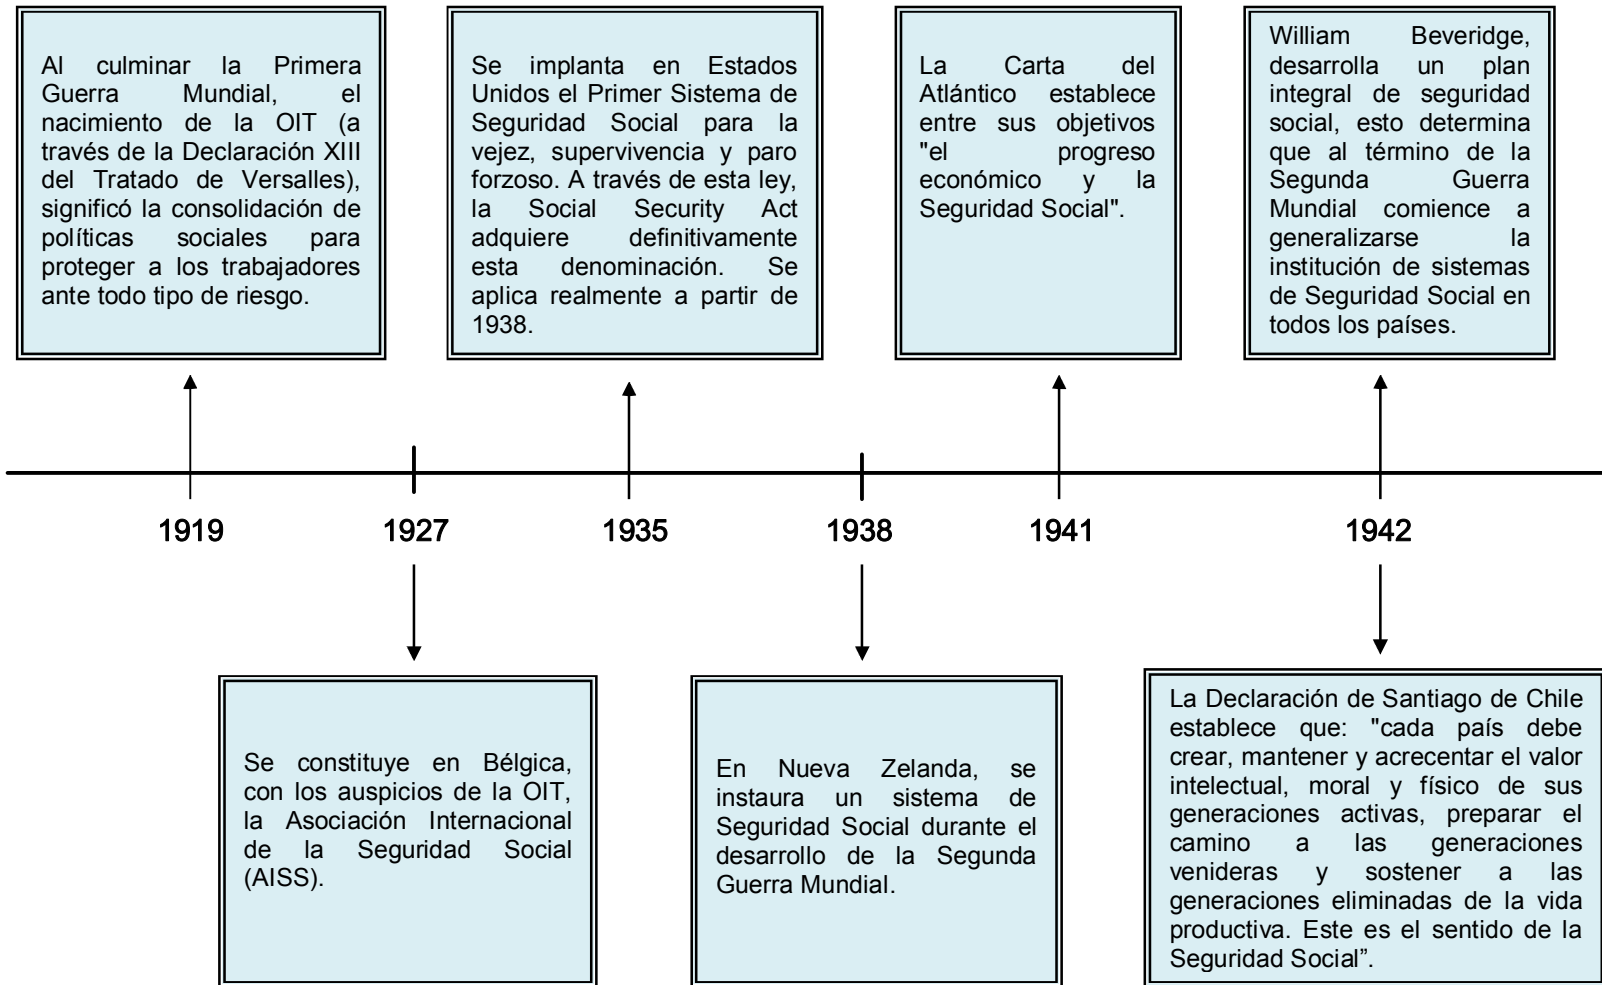 Al culminar la Primera
Guerra Mundial, el
nacimiento de la OIT (a
través de la Declaración XIII
del Tratado de Versalles),
significó la consolidación de
políticas sociales para
proteger a los trabajadores
ante todo tipo de riesgo.
Se implanta en Estados
Unidos el Primer Sistema de
Seguridad Social para la
vejez, supervivencia y paro
forzoso. A través de esta ley,
la Social Security Act
adquiere definitivamente
esta denominación. Se
aplica realmente a partir de
1938.
La Carta del
Atlántico establece
entre sus objetivos
"el progreso
económico y la
Seguridad Social".
William Beveridge,
desarrolla un plan
integral de seguridad
social, esto determina
que al término de la
Segunda Guerra
Mundial comience a
generalizarse la
institución de sistemas
de Seguridad Social en
todos los países.
1919 1927 1935 1938 1941 1942
Se constituye en Bélgica,
con los auspicios de la OIT,
la Asociación Internacional
de la Seguridad Social
(AISS).
En Nueva Zelanda, se
instaura un sistema de
Seguridad Social durante el
desarrollo de la Segunda
Guerra Mundial.
La Declaración de Santiago de Chile
establece que: "cada país debe
crear, mantener y acrecentar el valor
intelectual, moral y físico de sus
generaciones activas, preparar el
camino a las generaciones
venideras y sostener a las
generaciones eliminadas de la vida
productiva. Este es el sentido de la
Seguridad Social”.